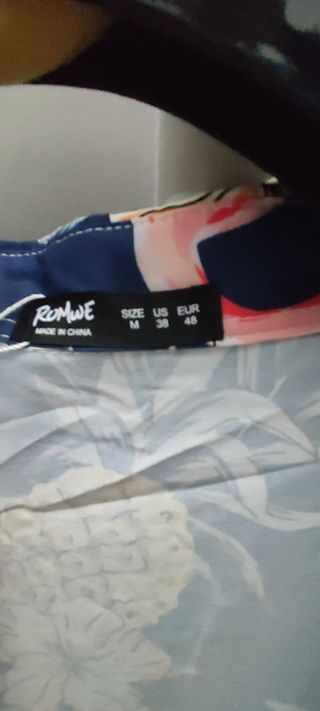 ROMWE
MADE IN CHINA
SIZE US EUR
M 38 48